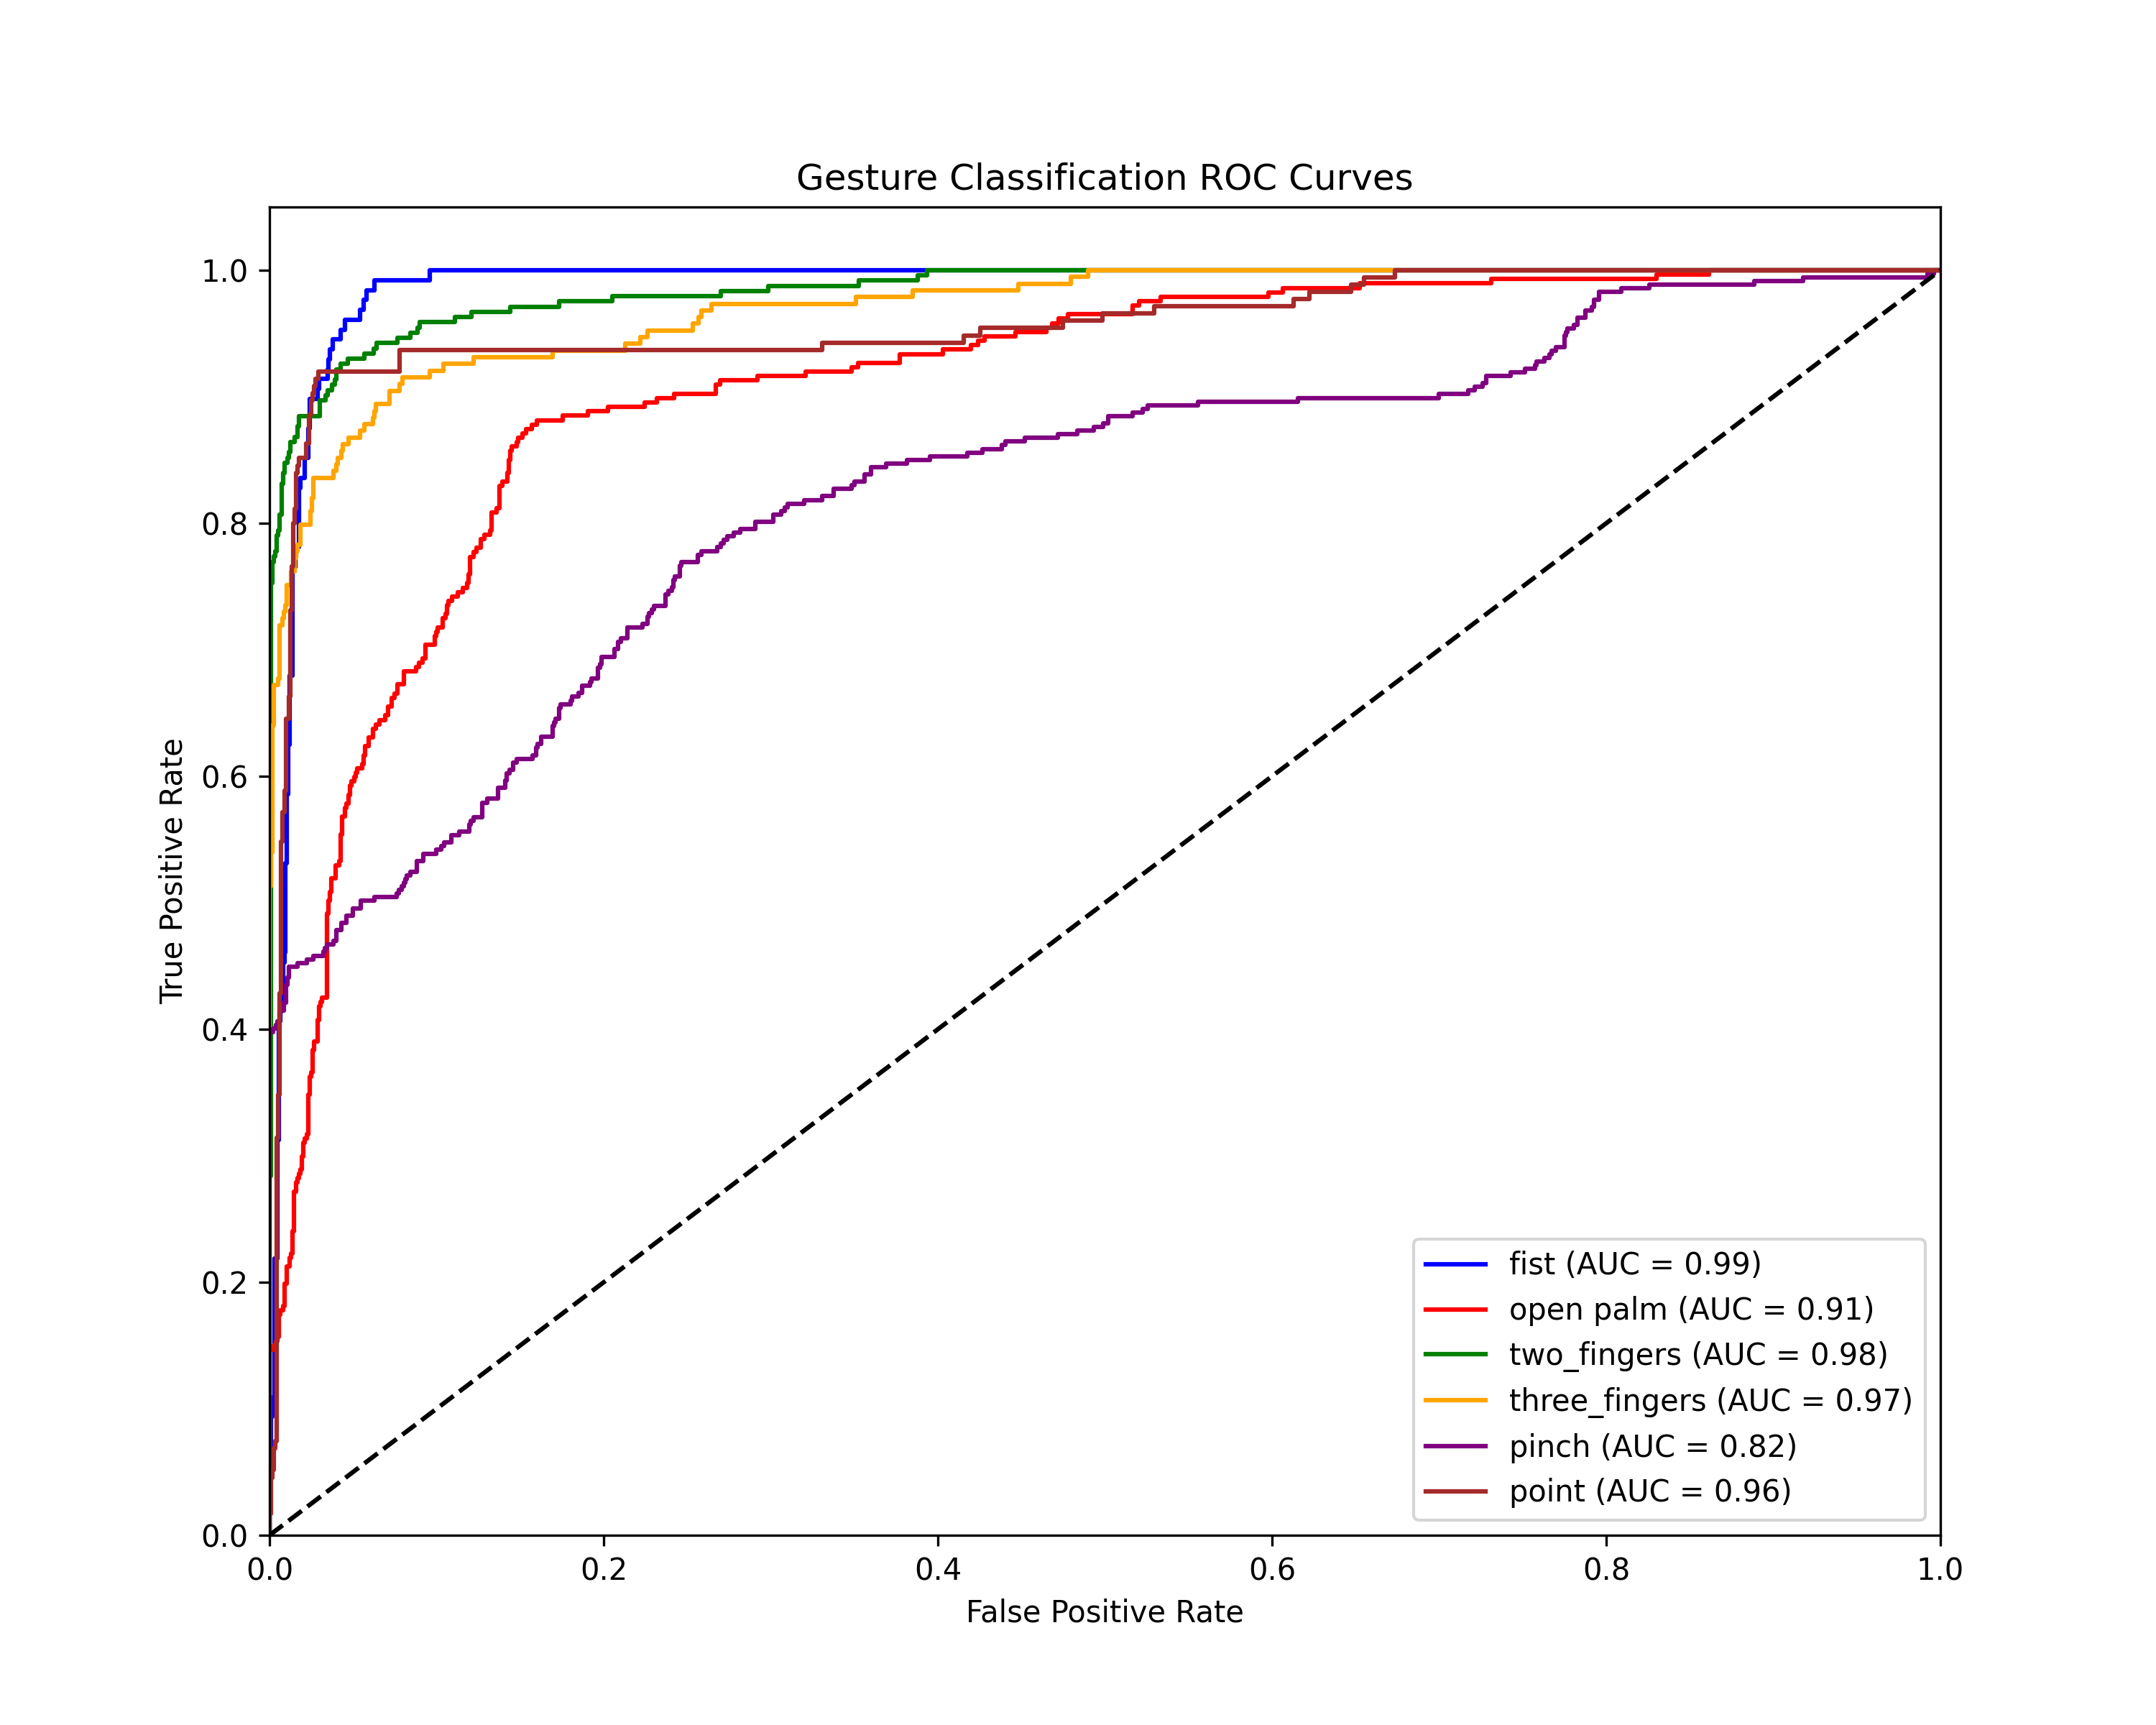 Gesture Classification ROC Curves
1.0
0.8
0.6
0.4
0.2
0.0
True Positive Rate
0.0 0.2 0.4 0.6 0.8 1.0
False Positive Rate
fist (AUC = 0.99)
open palm (AUC = 0.91)
two_fingers (AUC = 0.98)
three_fingers (AUC = 0.97)
pinch (AUC = 0.82)
point (AUC = 0.96)